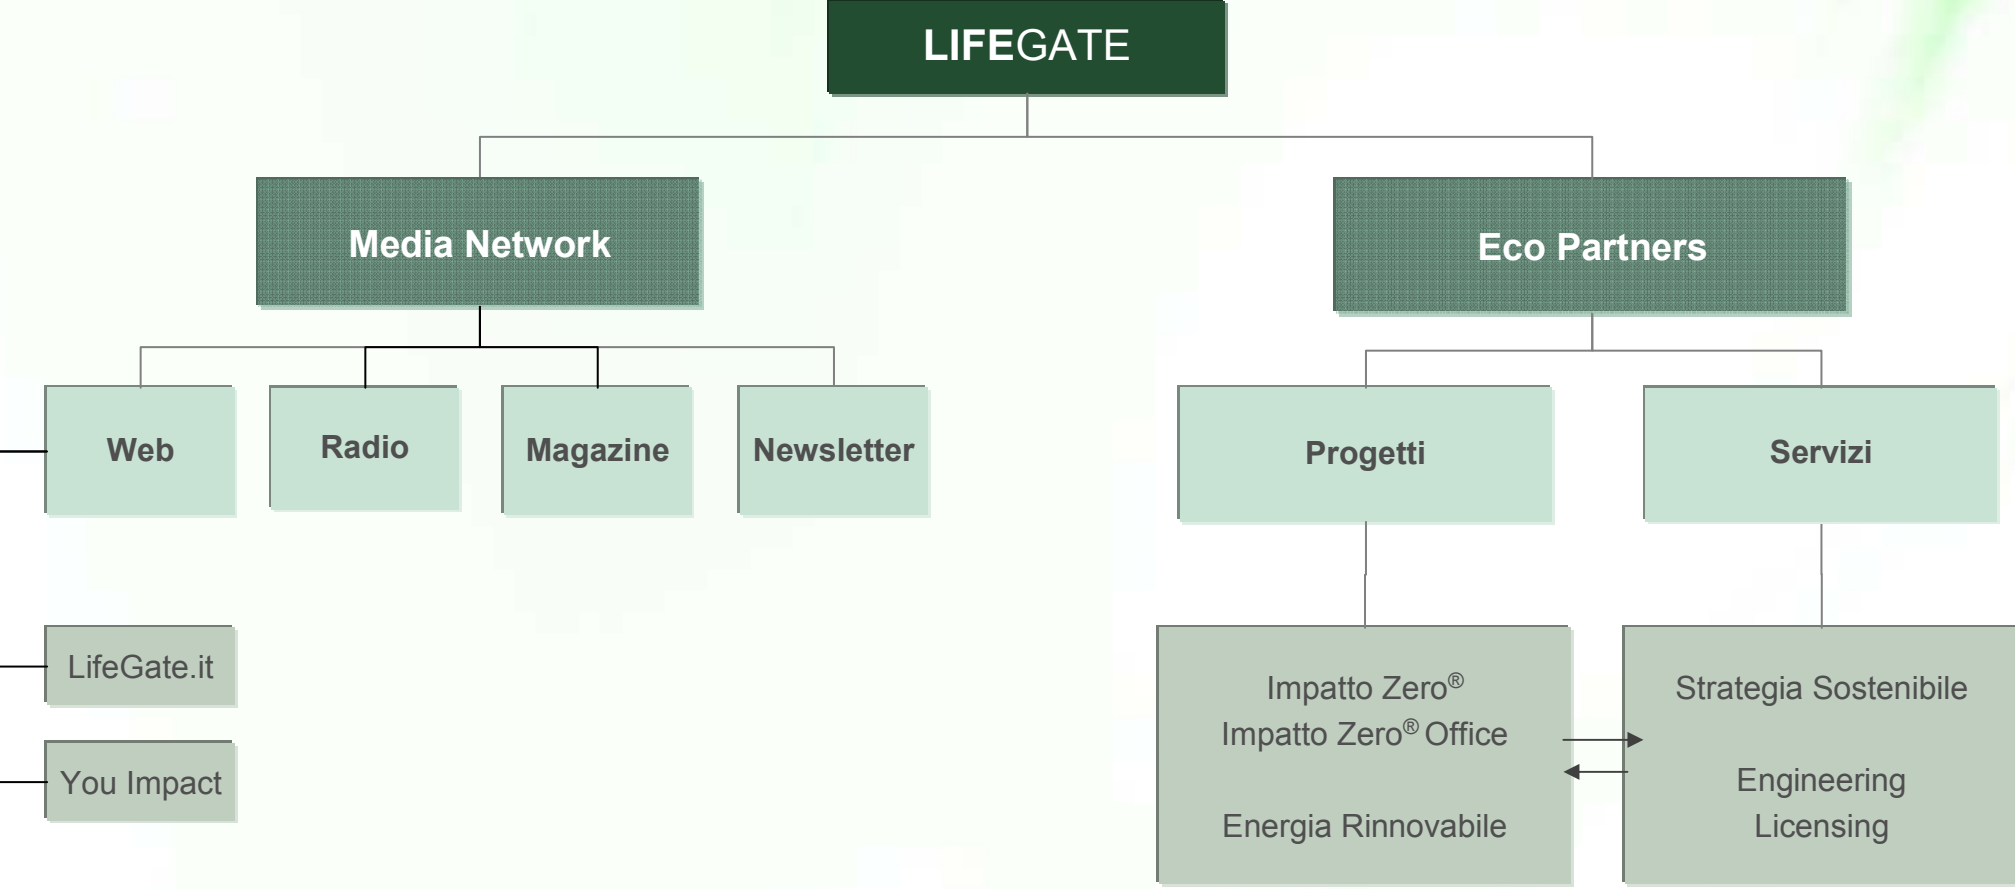 LIFEGATE
Media Network
Eco Partners
Web
Radio
Magazine
Newsletter
Progetti
Servizi
LifeGate.it
You Impact
Impatto Zero®
Impatto Zero® Office
Energia Rinnovabile
Strategia Sostenibile
Engineering
Licensing